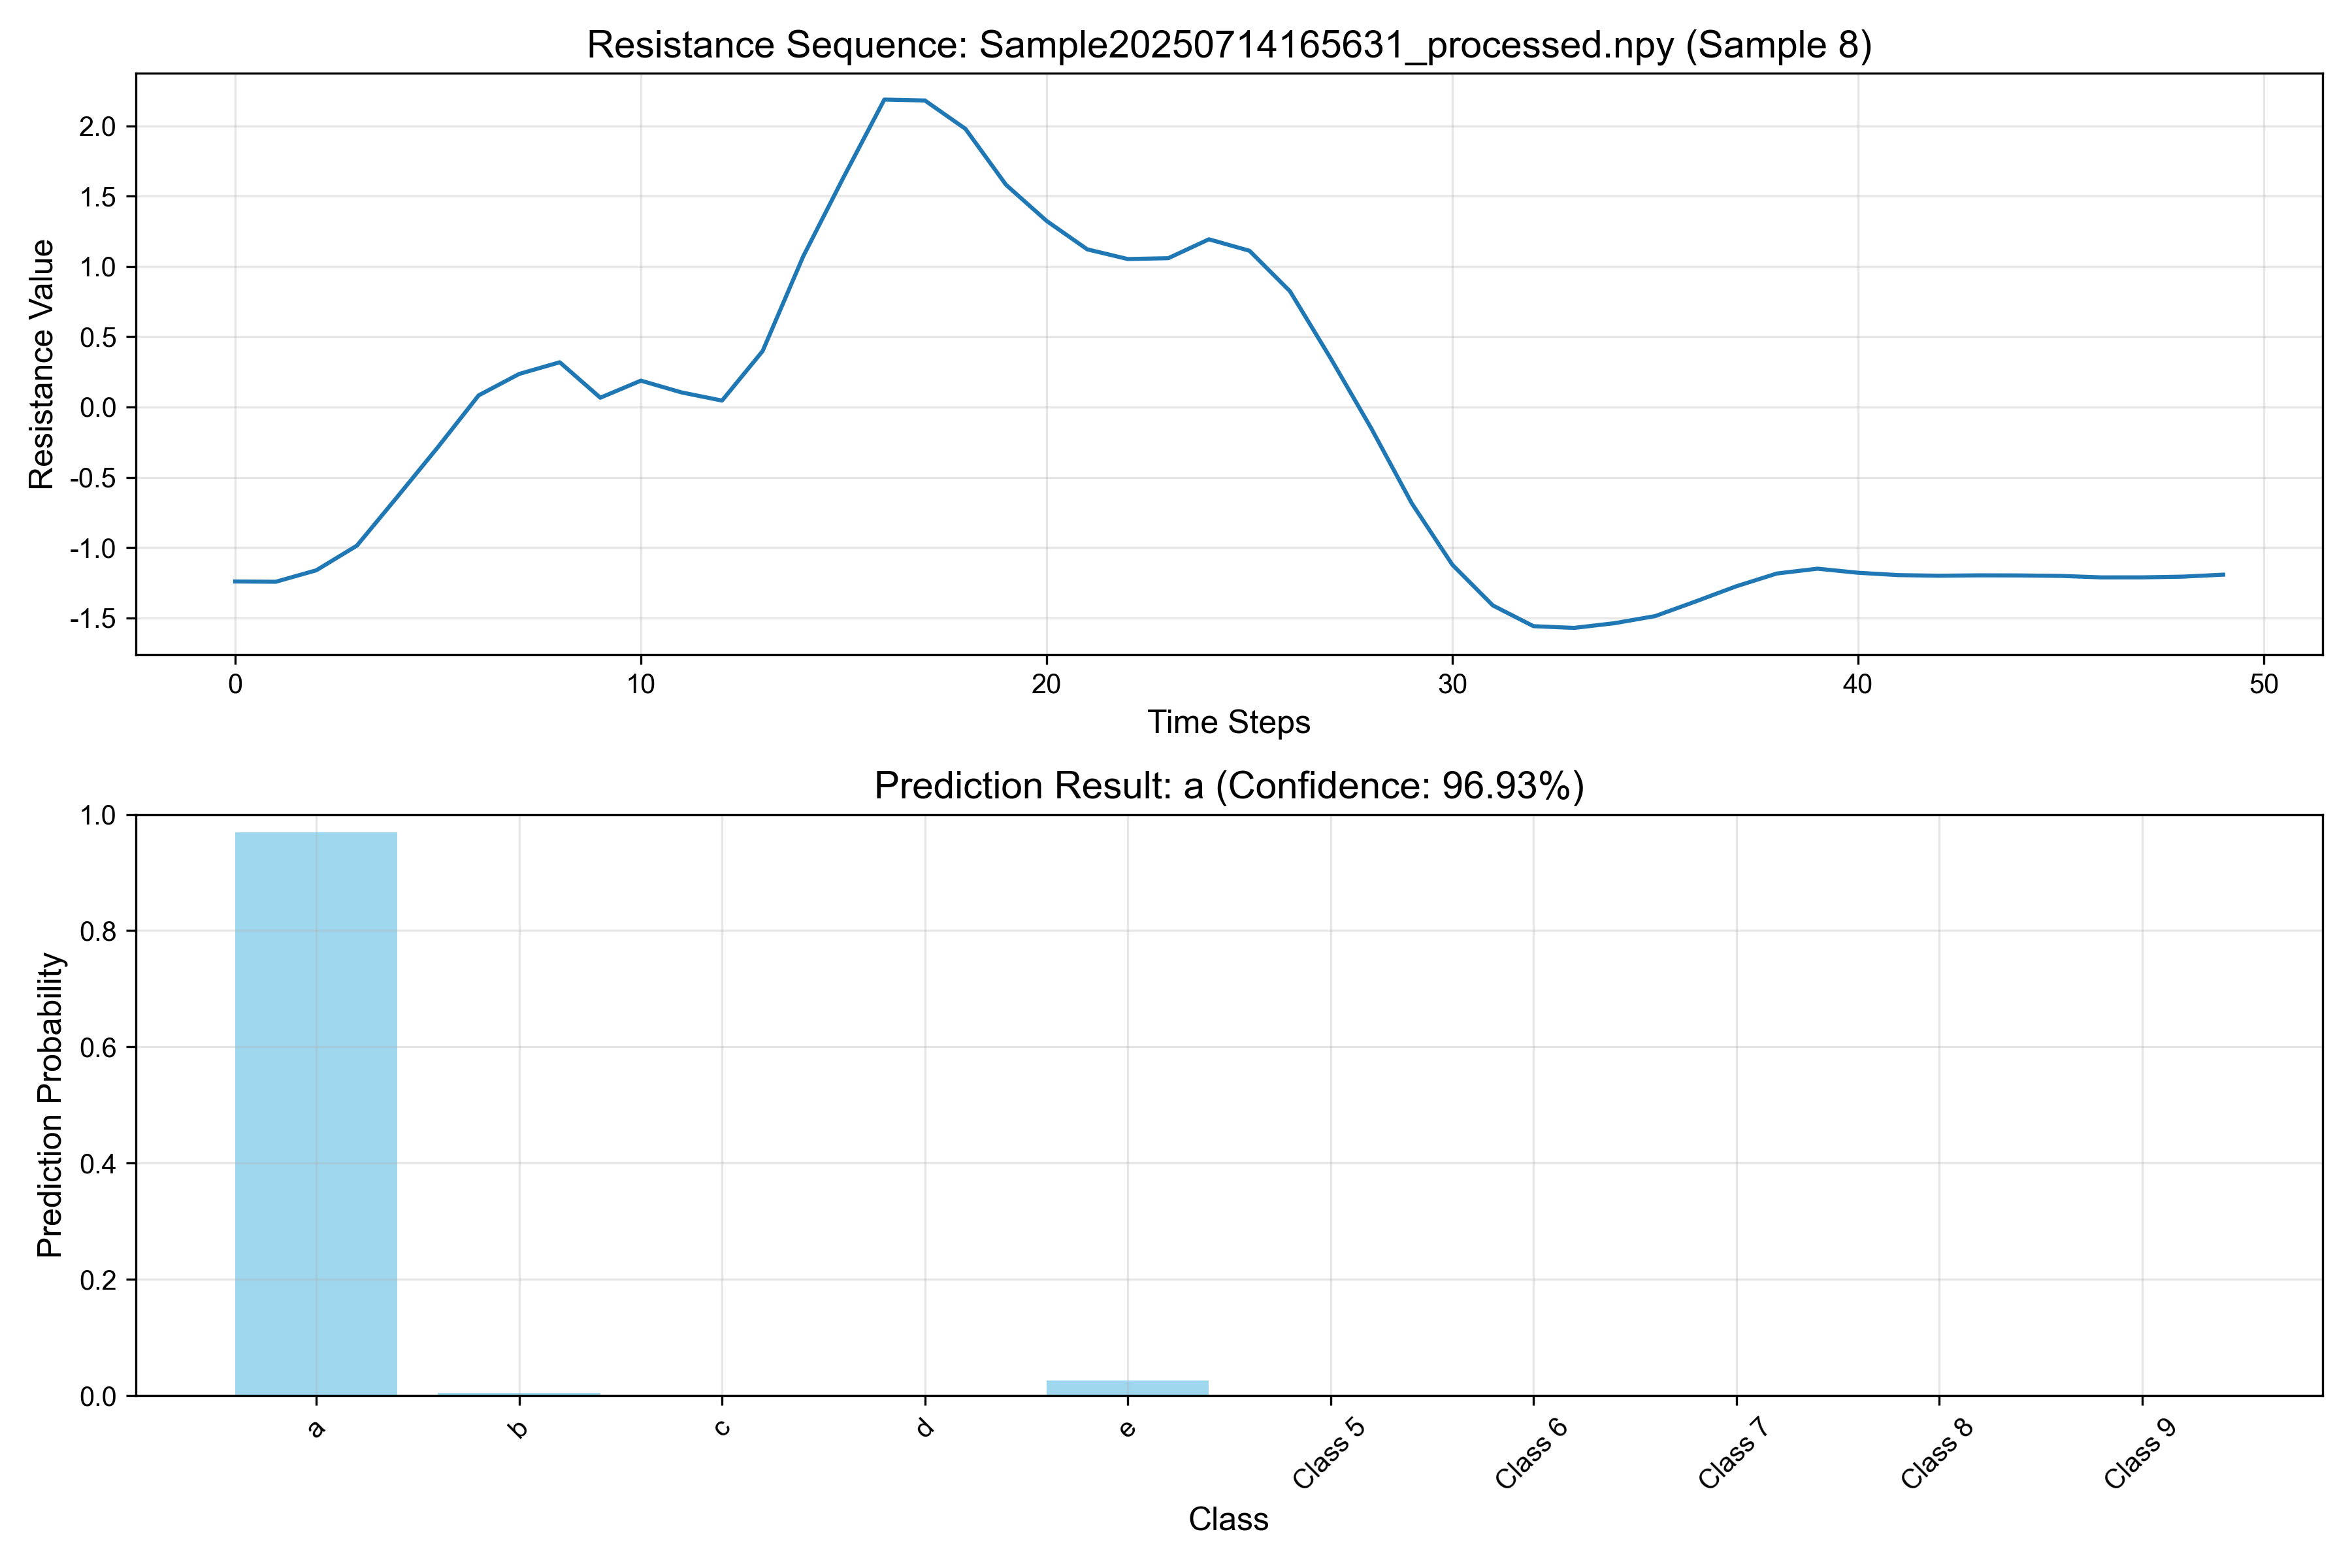 Resistance Sequence: Sample20250714165631_processed.npy (Sample 8)
Resistance Value
2.0
1.5
1.0
0.5
0.0
-0.5
-1.0
-1.5
0 10 20 30 40 50
Time Steps
Prediction Result: a (Confidence: 96.93%)
Prediction Probability
1.0
0.8
0.6
0.4
0.2
0.0
a b c d e Class 5 Class 6 Class 7 Class 8 Class 9
Class